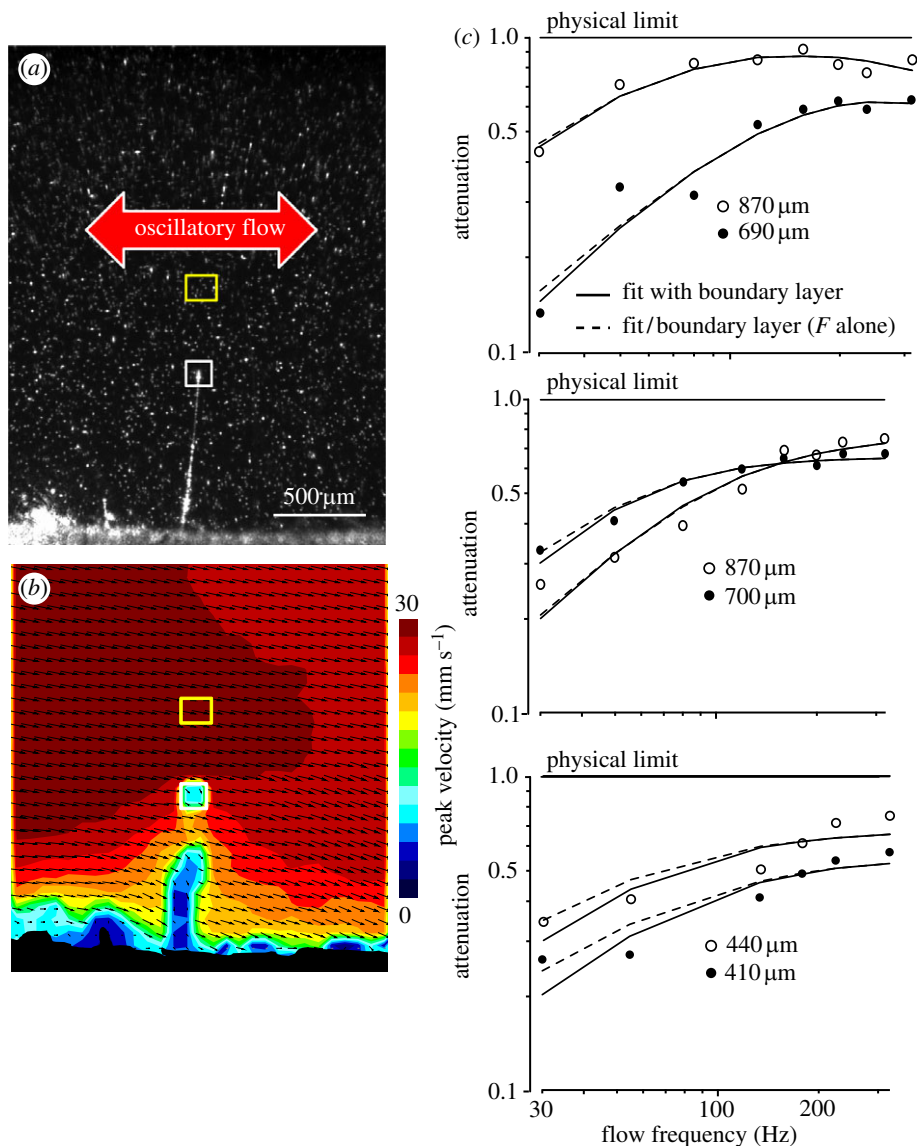 (a)
oscillatory flow
500 µm
(b)
30
0
peak velocity (mm s⁻¹)
(c)
physical limit
1.0
0.5
0.1
attenuation
870 µm
690 µm
fit with boundary layer
fit/boundary layer (F alone)
physical limit
1.0
0.5
0.1
attenuation
870 µm
700 µm
physical limit
1.0
0.5
0.1
attenuation
440 µm
410 µm
30
100
200
flow frequency (Hz)